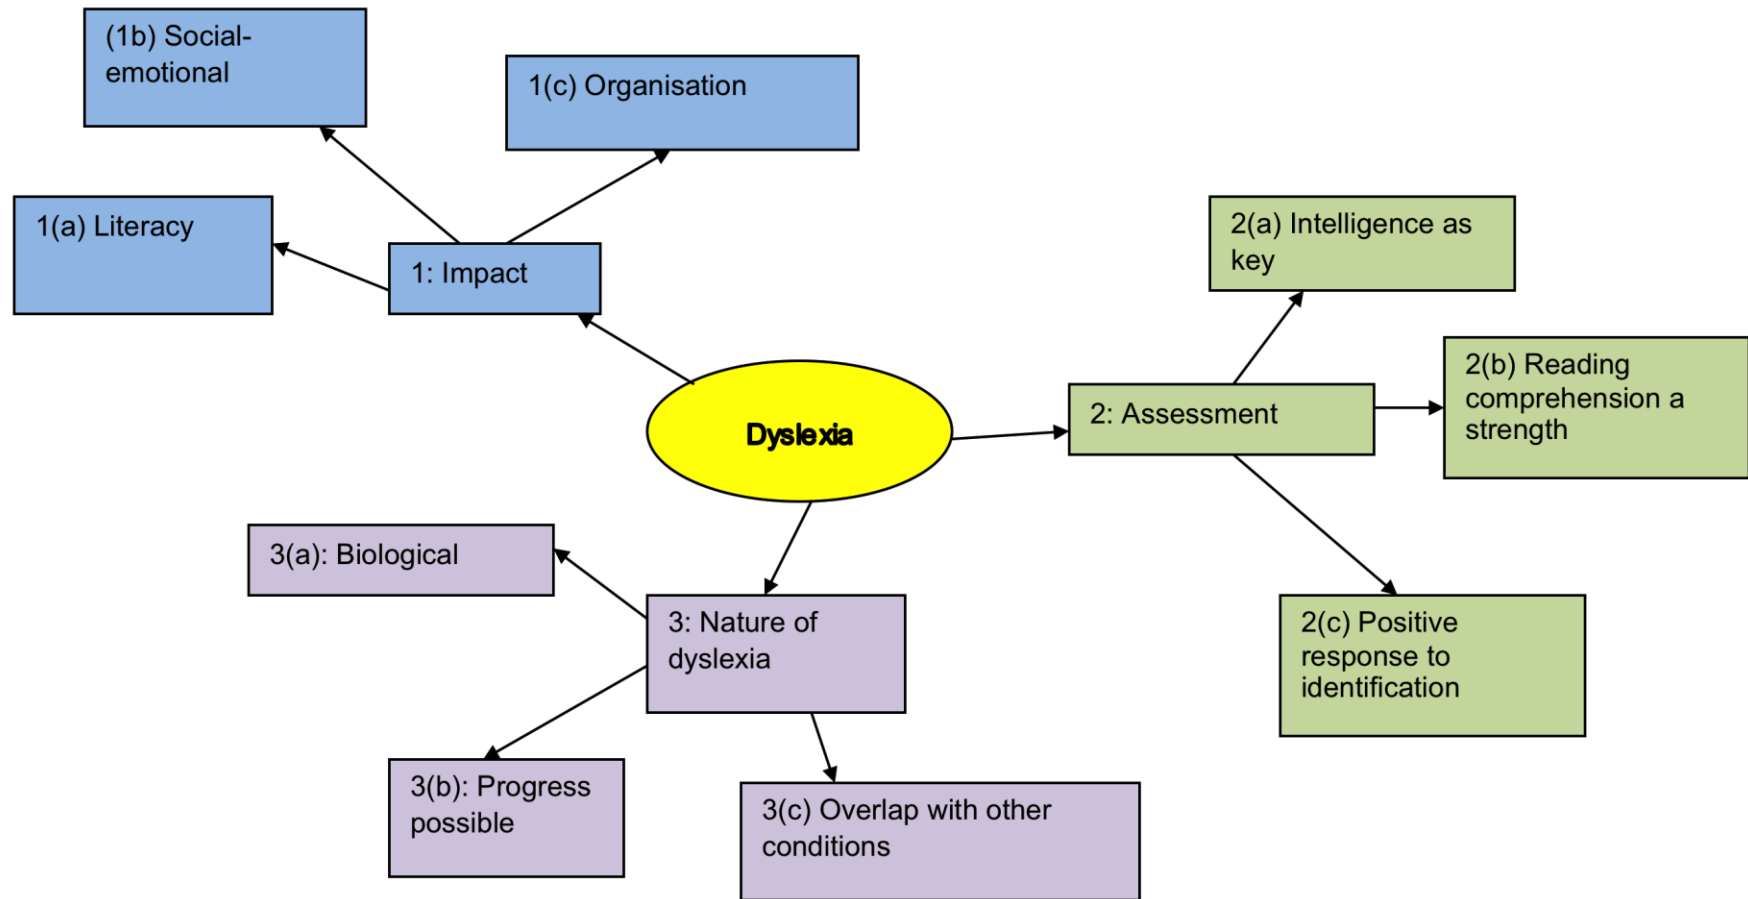 (1b) Social-
emotional
1(c) Organisation
1(a) Literacy
1: Impact
2(a) Intelligence as
key
2(b) Reading
comprehension a
strength
2: Assessment
Dyslexia
3(a): Biological
3: Nature of
dyslexia
2(c) Positive
response to
identification
3(b): Progress
possible
3(c) Overlap with other
conditions